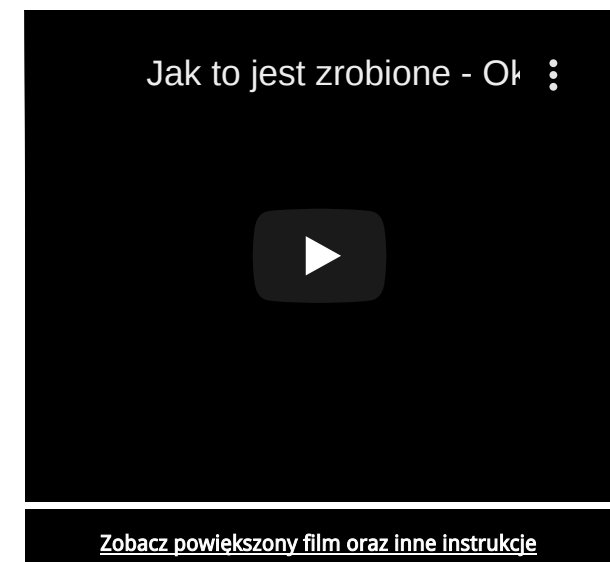 Jak to jest zrobione - Ok
Zobacz powiększony film oraz inne instrukcje